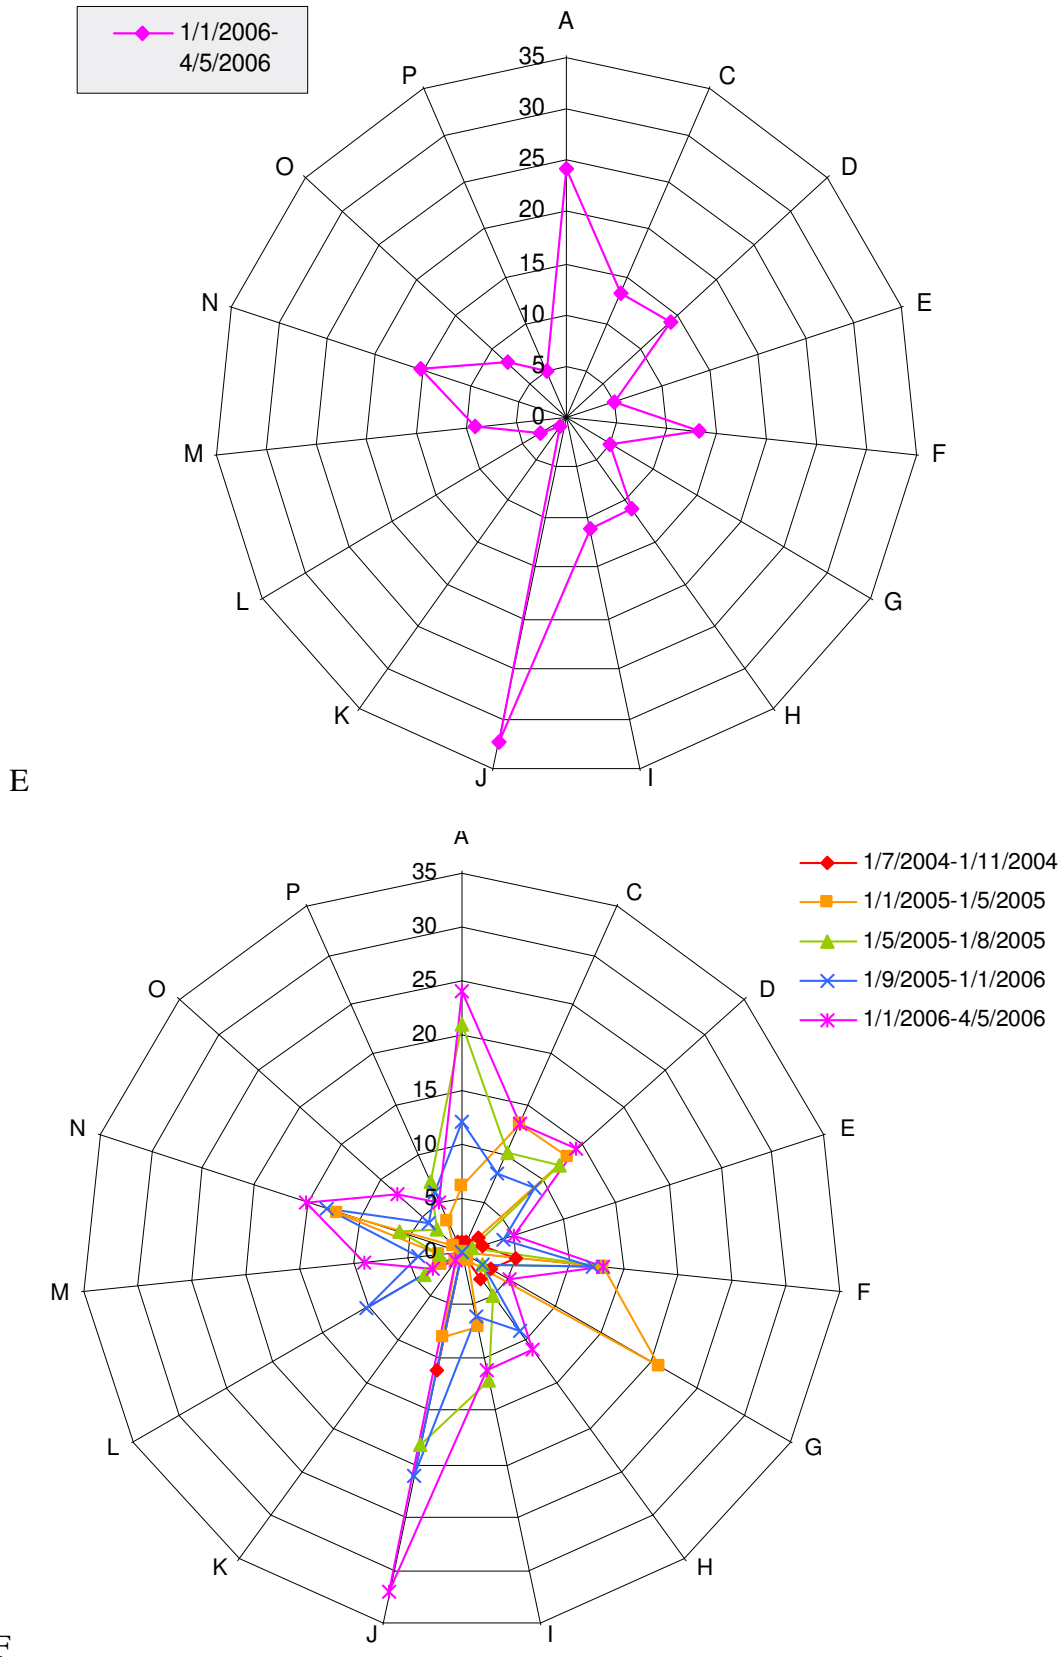 1/1/2006-
4/5/2006
A
35
P
C
30
O
D
25
20
15
N
E
10
5
0
M
F
L
G
K
H
J
I
E
A
1/7/2004-1/11/2004
35
P
C
1/1/2005-1/5/2005
30
1/5/2005-1/8/2005
25
1/9/2005-1/1/2006
O
D
20
1/1/2006-4/5/2006
15
N
E
10
5
0
M
F
L
G
K
H
J
I
F